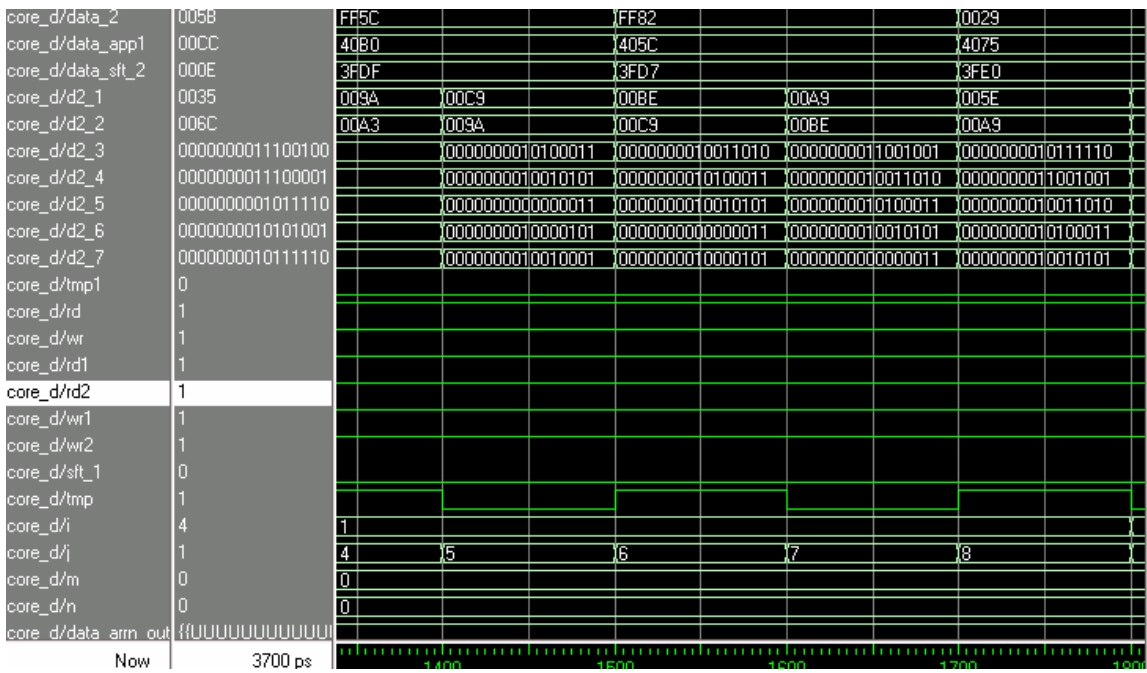 core_d/data_2 005B FF5C FF82 0029
core_d/data_app1 00CC 40B0 405C 4075
core_d/data_sft_2 000E 3FDF 3FD7 3FE0
core_d/d2_1 0035 009A 00C9 00BE 00A9 005E
core_d/d2_2 006C 00A3 009A 00C9 00BE 00A9
core_d/d2_3 0000000011100100 0000000010100011 0000000010011010 0000000011001001 0000000010111110
core_d/d2_4 0000000011100001 0000000010010101 0000000010100011 0000000010011010 0000000011001001
core_d/d2_5 0000000001011110 0000000000000011 0000000010010101 0000000010100011 0000000010011010
core_d/d2_6 0000000010101001 0000000010000101 0000000000000011 0000000010010101 0000000010100011
core_d/d2_7 0000000010111110 0000000010010001 0000000010000101 0000000000000011 0000000010010101
core_d/tmp1 0
core_d/rd 1
core_d/wr 1
core_d/rd1 1
core_d/rd2 1
core_d/wr1 1
core_d/wr2 1
core_d/sft_1 0
core_d/tmp 1
core_d/i 4 1
core_d/j 1 4 5 6 7 8
core_d/m 0 0
core_d/n 0 0
core_d/data_arrn_out {{UUUUUUUUUUUU
Now 3700 ps 1400 1500 1600 1700 1800